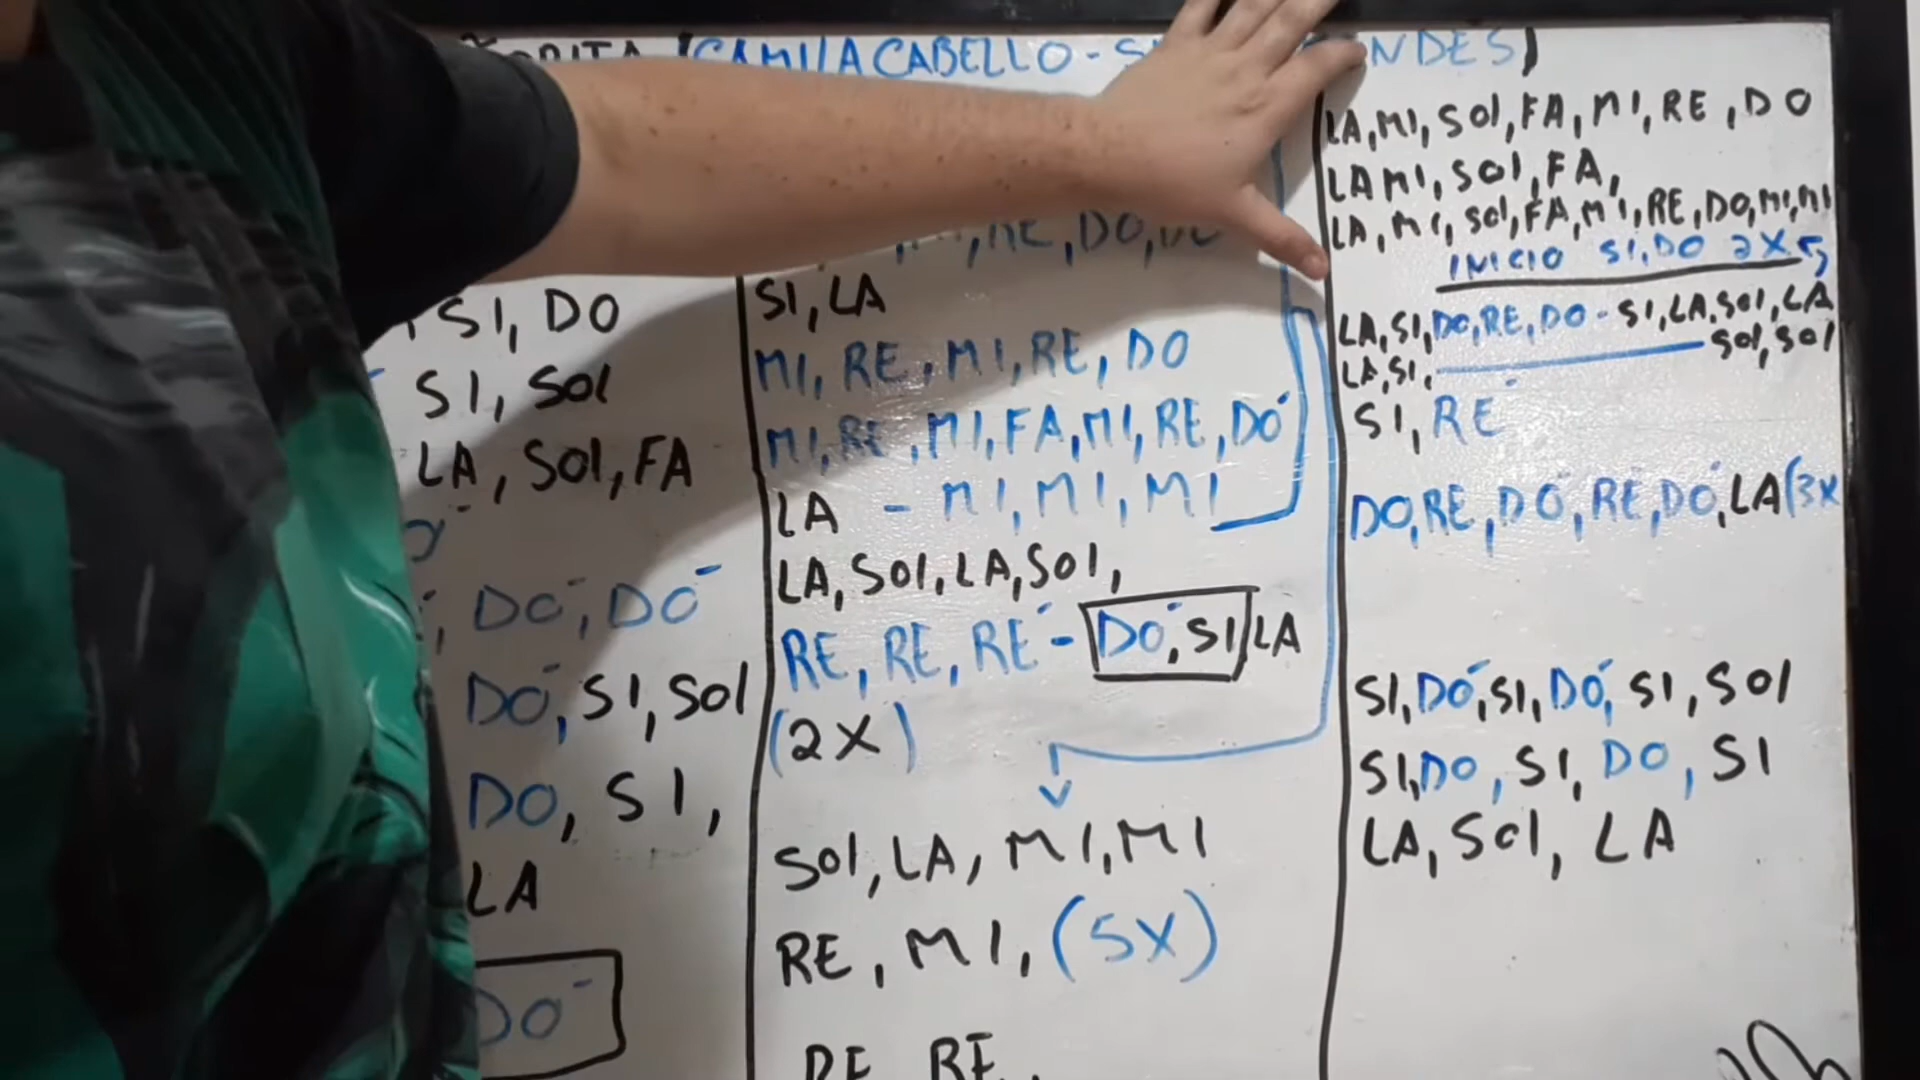 (CAMILA CABELLO -
SI, DO
SI, SOl
LA, SOl, FA
DO, DO
DO, SI, SOl
DO, SI,
LA
DO
RE, DO,
SI, LA
MI, RE, MI, RE, DO
MI, RE, MI, FA, MI, RE, DO
LA - MI, MI, MI
LA, SOl, LA, SOl,
RE, RE, RE - DO, SI LA
(2X)
SOl, LA, MI, MI
RE, MI, (5X)
RE RE,
LA, MI, SOl, FA, MI, RE, DO
LA MI, SOl, FA,
LA, MI, SOl, FA, MI, RE, DO, MI, MI
INICIO SI, DO 2X
LA, SI, DO, RE, DO - SI, LA, SOl, LA
LA, SI, SOl, SOl
SI, RE
DO, RE, DO, RE, DO, LA (3X
SI, DO, SI, DO, SI, SOl
SI, DO, SI, DO, SI
LA, SOl, LA